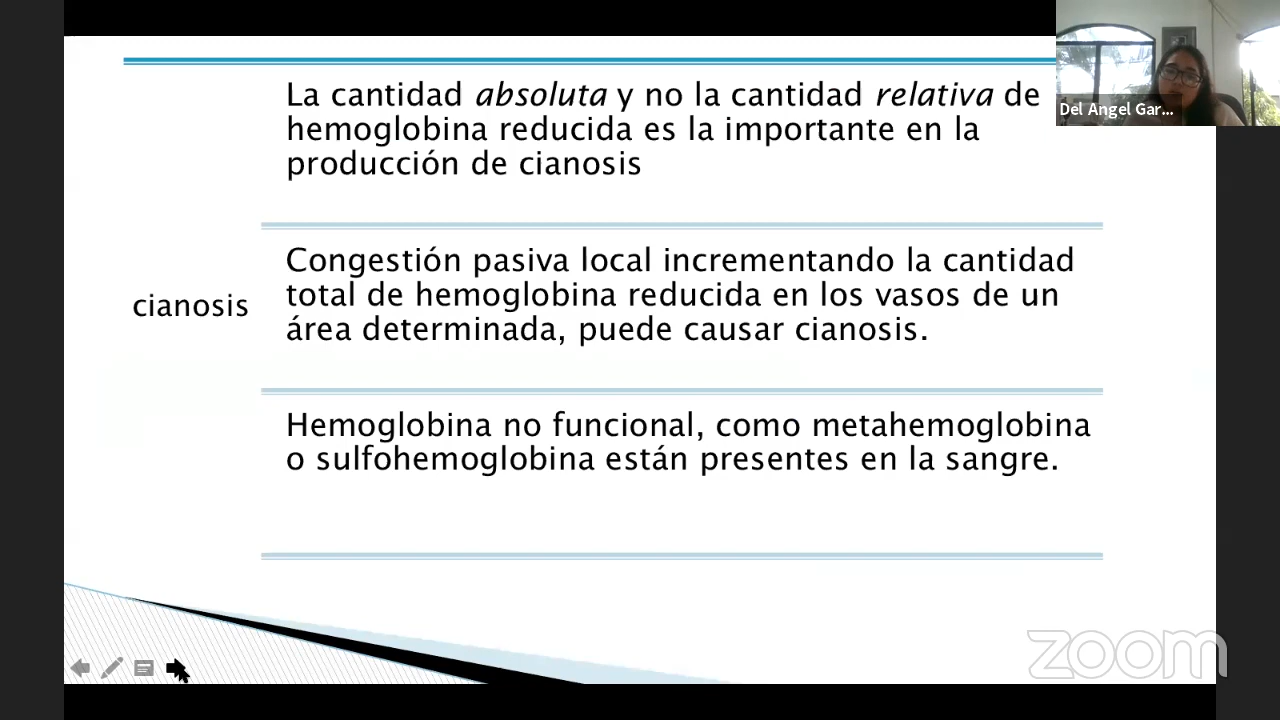 La cantidad absoluta y no la cantidad relativa de
hemoglobina reducida es la importante en la
producción de cianosis
Del Angel Gar...
cianosis
Congestión pasiva local incrementando la cantidad
total de hemoglobina reducida en los vasos de un
área determinada, puede causar cianosis.
Hemoglobina no funcional, como metahemoglobina
o sulfohemoglobina están presentes en la sangre.
zoom